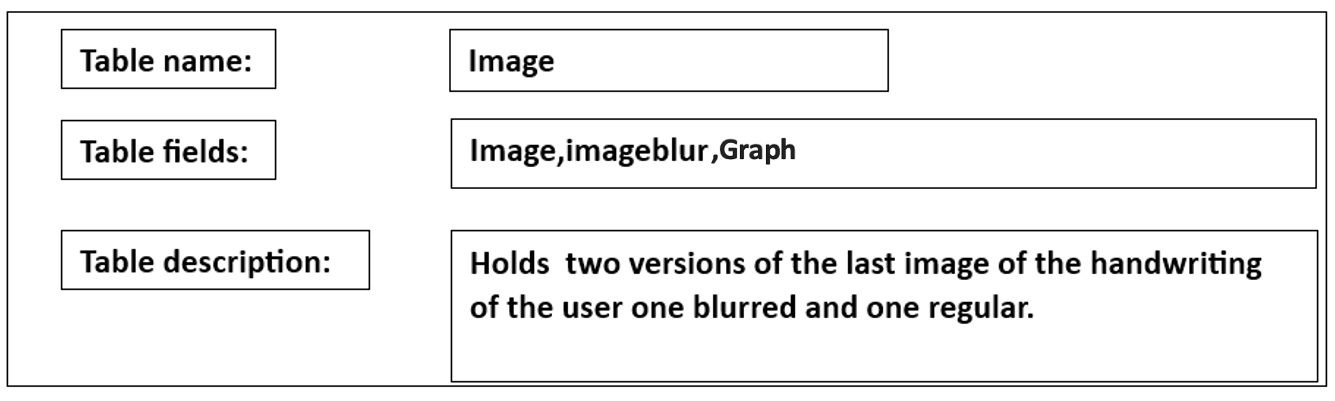 Table name:
Image
Table fields:
Image,imageblur,Graph
Table description:
Holds  two versions of the last image of the handwriting
of the user one blurred and one regular.